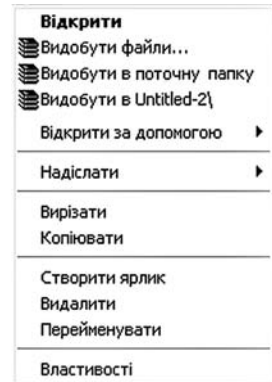 Відкрити
Видобути файли...
Видобути в поточну папку
Видобути в Untitled-2\
Відкрити за допомогою
Надіслати
Вирізати
Копіювати
Створити ярлик
Видалити
Перейменувати
Властивості